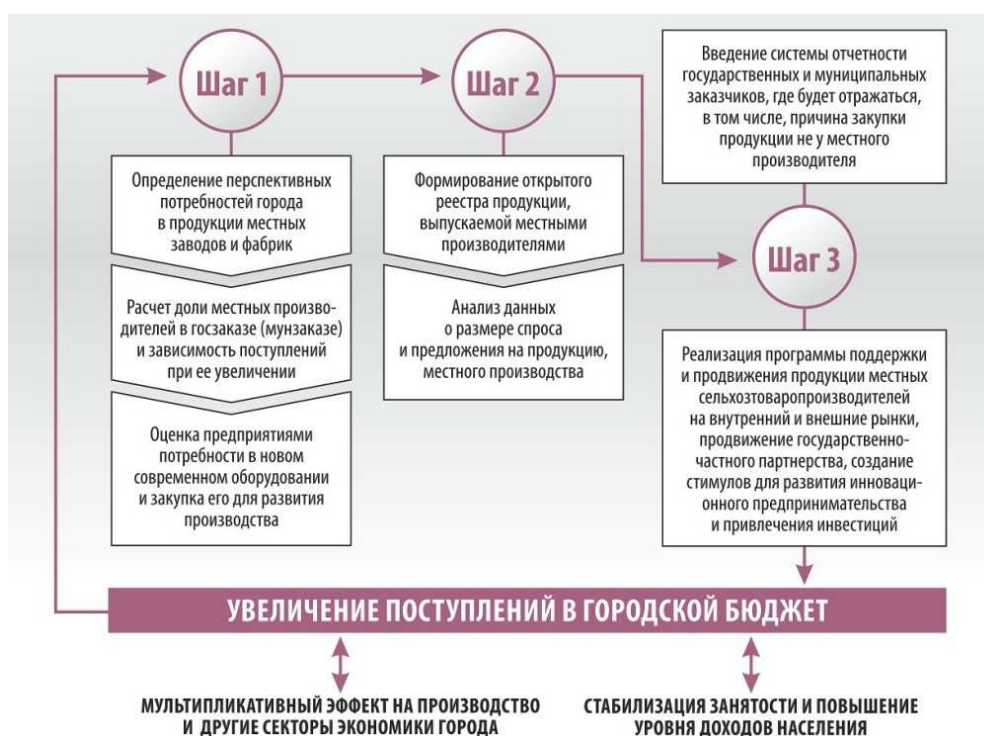 Шаг 1
Определение перспективных
потребностей города
в продукции местных
заводов и фабрик
Расчет доли местных произво-
дителей в госзаказе (мунзаказе)
и зависимость поступлений
при ее увеличении
Оценка предприятиями
потребности в новом
современном оборудовании
и закупка его для развития
производства
Шаг 2
Формирование открытого
реестра продукции,
выпускаемой местными
производителями
Анализ данных
о размере спроса
и предложения на продукцию,
местного производства
Введение системы отчетности
государственных и муниципальных
заказчиков, где будет отражаться,
в том числе, причина закупки
продукции не у местного
производителя
Шаг 3
Реализация программы поддержки
и продвижения продукции местных
сельхозтоваропроизводителей
на внутренний и внешние рынки,
продвижение государственно-
частного партнерства, создание
стимулов для развития инноваци-
онного предпринимательства
и привлечения инвестиций
УВЕЛИЧЕНИЕ ПОСТУПЛЕНИЙ В ГОРОДСКОЙ БЮДЖЕТ
МУЛЬТИПЛИКАТИВНЫЙ ЭФФЕКТ НА ПРОИЗВОДСТВО
И ДРУГИЕ СЕКТОРЫ ЭКОНОМИКИ ГОРОДА
СТАБИЛИЗАЦИЯ ЗАНЯТОСТИ И ПОВЫШЕНИЕ
УРОВНЯ ДОХОДОВ НАСЕЛЕНИЯ